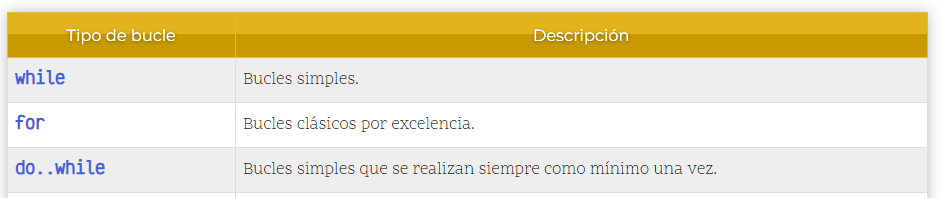 Tipo de bucle Descripción
while Bucles simples.
for Bucles clásicos por excelencia.
do..while Bucles simples que se realizan siempre como mínimo una vez.